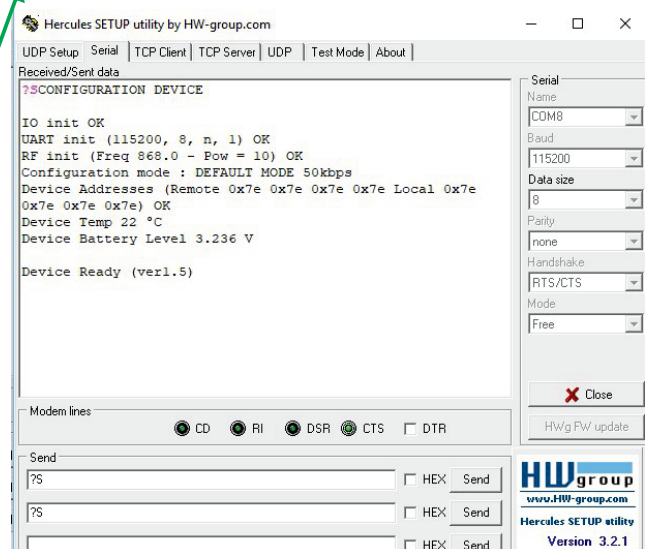 Hercules SETUP utility by HW-group.com
UDP Setup Serial TCP Client TCP Server UDP Test Mode About
Received/Sent data
?SCONFIGURATION DEVICE
IO init OK
UART init (115200, 8, n, 1) OK
RF init (Freq 868.0 - Pow = 10) OK
Configuration mode : DEFAULT MODE 50kbps
Device Addresses (Remote 0x7e 0x7e 0x7e 0x7e Local 0x7e
0x7e 0x7e 0x7e) OK
Device Temp 22 °C
Device Battery Level 3.236 V
Device Ready (ver1.5)
Serial
Name
COM8
Baud
115200
Data size
8
Parity
none
Handshake
RTS/CTS
Mode
Free
Close
HWg FW update
Modem lines
CD RI DSR CTS DTR
Send
?S HEX Send
?S HEX Send
HEX Send
HWgroup
www.HW-group.com
Hercules SETUP utility
Version 3.2.1